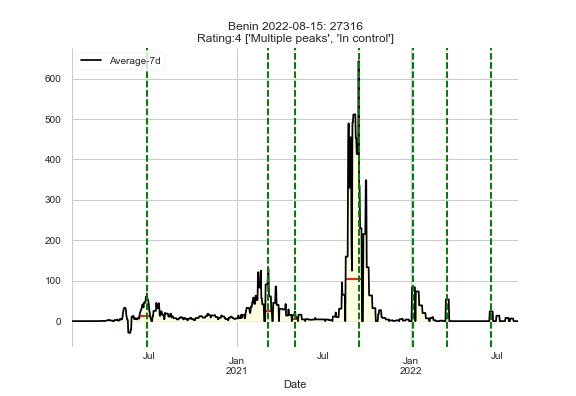 Benin 2022-08-15: 27316
Rating:4 ['Multiple peaks', 'In control']
Average-7d
600
500
400
300
200
100
0
Jul
Jan
2021
Jul
Jan
2022
Jul
Date